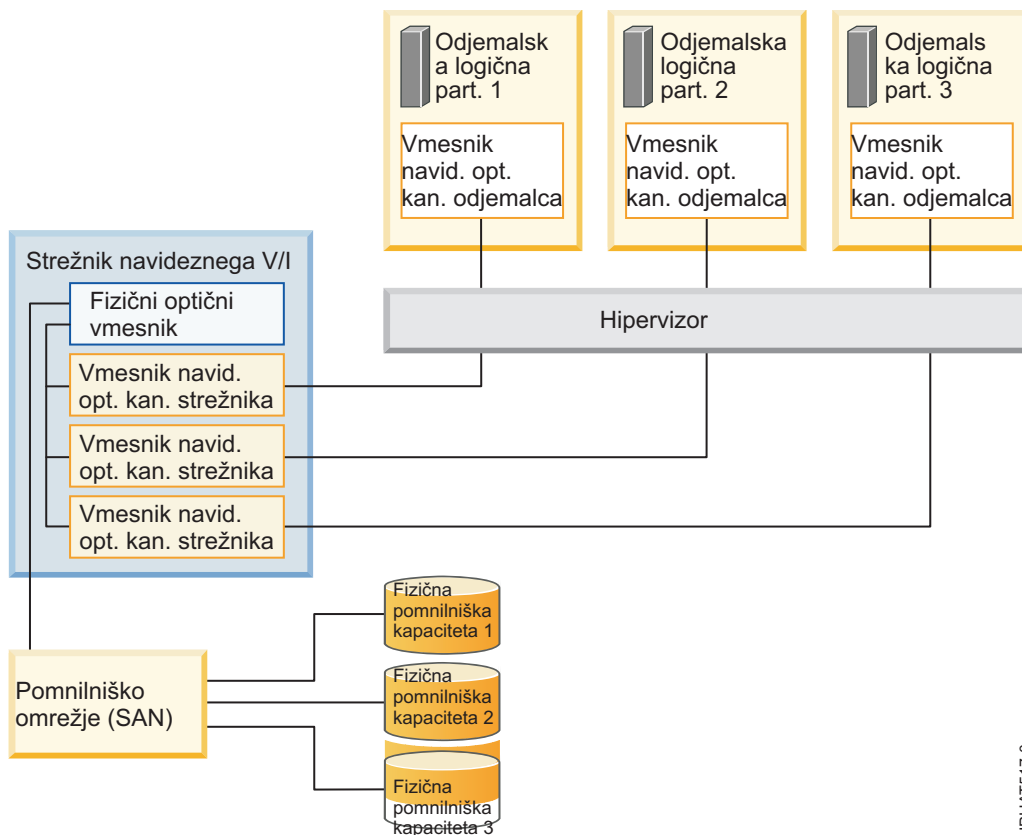 Odjemalsk
a logična
part. 1
Odjemalska
logična
part. 2
Odjemals
ka logična
part. 3
Vmesnik
navid. opt.
kan. odjemalca
Vmesnik
navid. opt.
kan. odjemalca
Vmesnik
navid. opt.
kan. odjemalca
Strežnik navideznega V/I
Fizični optični
vmesnik
Hipervizor
Vmesnik navid.
opt. kan. strežnika
Vmesnik navid.
opt. kan. strežnika
Vmesnik navid.
opt. kan. strežnika
Fizična
pomnilniška
kapaciteta 1
Pomnilniško
omrežje (SAN)
Fizična
pomnilniška
kapaciteta 2
Fizična
pomnilniška
kapaciteta 3